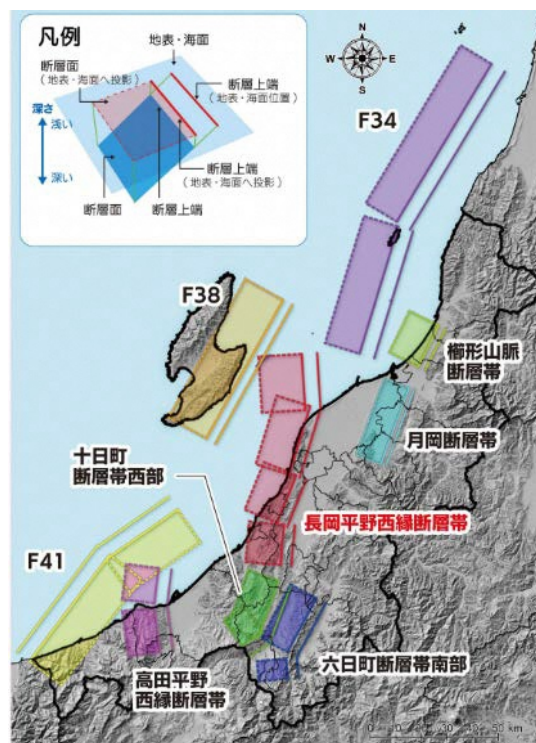 凡例
地表・海面
断層面
(地表・海面へ投影)
断層上端
(地表・海面位置)
深さ
浅い
深い
断層上端
(地表・海面へ投影)
断層面
断層上端
N
W
E
S
F34
F38
櫛形山脈
断層帯
十日町
断層帯西部
月岡断層帯
長岡平野西縁断層帯
F41
高田平野
西縁断層帯
六日町断層帯南部
0 10 20 30 40 50 km